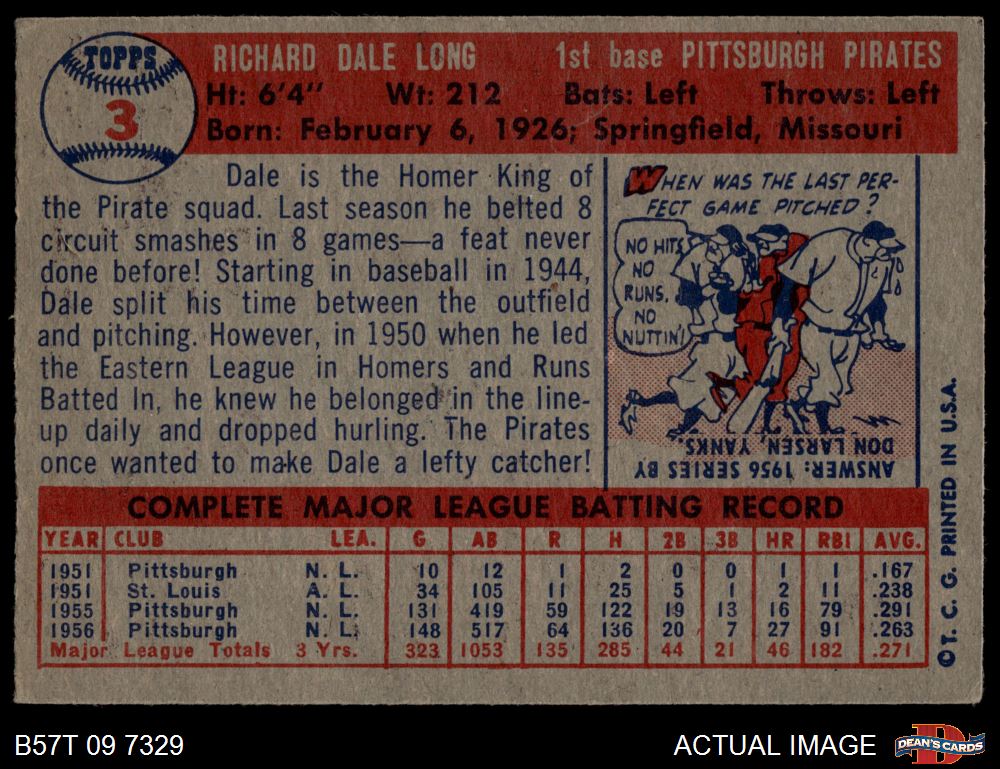 TOPPS
3
RICHARD DALE LONG 1st base PITTSBURGH PIRATES
Ht: 6'4" Wt: 212 Bats: Left Throws: Left
Born: February 6, 1926; Springfield, Missouri
Dale is the Homer King of
the Pirate squad. Last season he belted 8
circuit smashes in 8 games—a feat never
done before! Starting in baseball in 1944,
Dale split his time between the outfield
and pitching. However, in 1950 when he led
the Eastern League in Homers and Runs
Batted In, he knew he belonged in the line-
up daily and dropped hurling. The Pirates
once wanted to make Dale a lefty catcher!
WHEN WAS THE LAST PER-
FECT GAME PITCHED?
NO HITS
NO
RUNS,
NO
NUTTIN'!
ANSWER: 1956 SERIES BY
DON LARSEN, YANKS.
COMPLETE MAJOR LEAGUE BATTING RECORD
YEAR CLUB LEA. G AB R H 2B 3B HR RBI AVG.
1951 Pittsburgh N. L. 10 12 1 2 0 0 1 1 .167
1951 St. Louis A. L. 34 105 11 25 5 1 2 11 .238
1955 Pittsburgh N. L. 131 419 59 122 19 13 16 79 .291
1956 Pittsburgh N. L. 148 517 64 136 20 7 27 91 .263
Major League Totals 3 Yrs. 323 1053 135 285 44 21 46 182 .271
©T. C. G. PRINTED IN U.S.A.
B57T 09 7329
ACTUAL IMAGE
D
DEAN'S CARDS